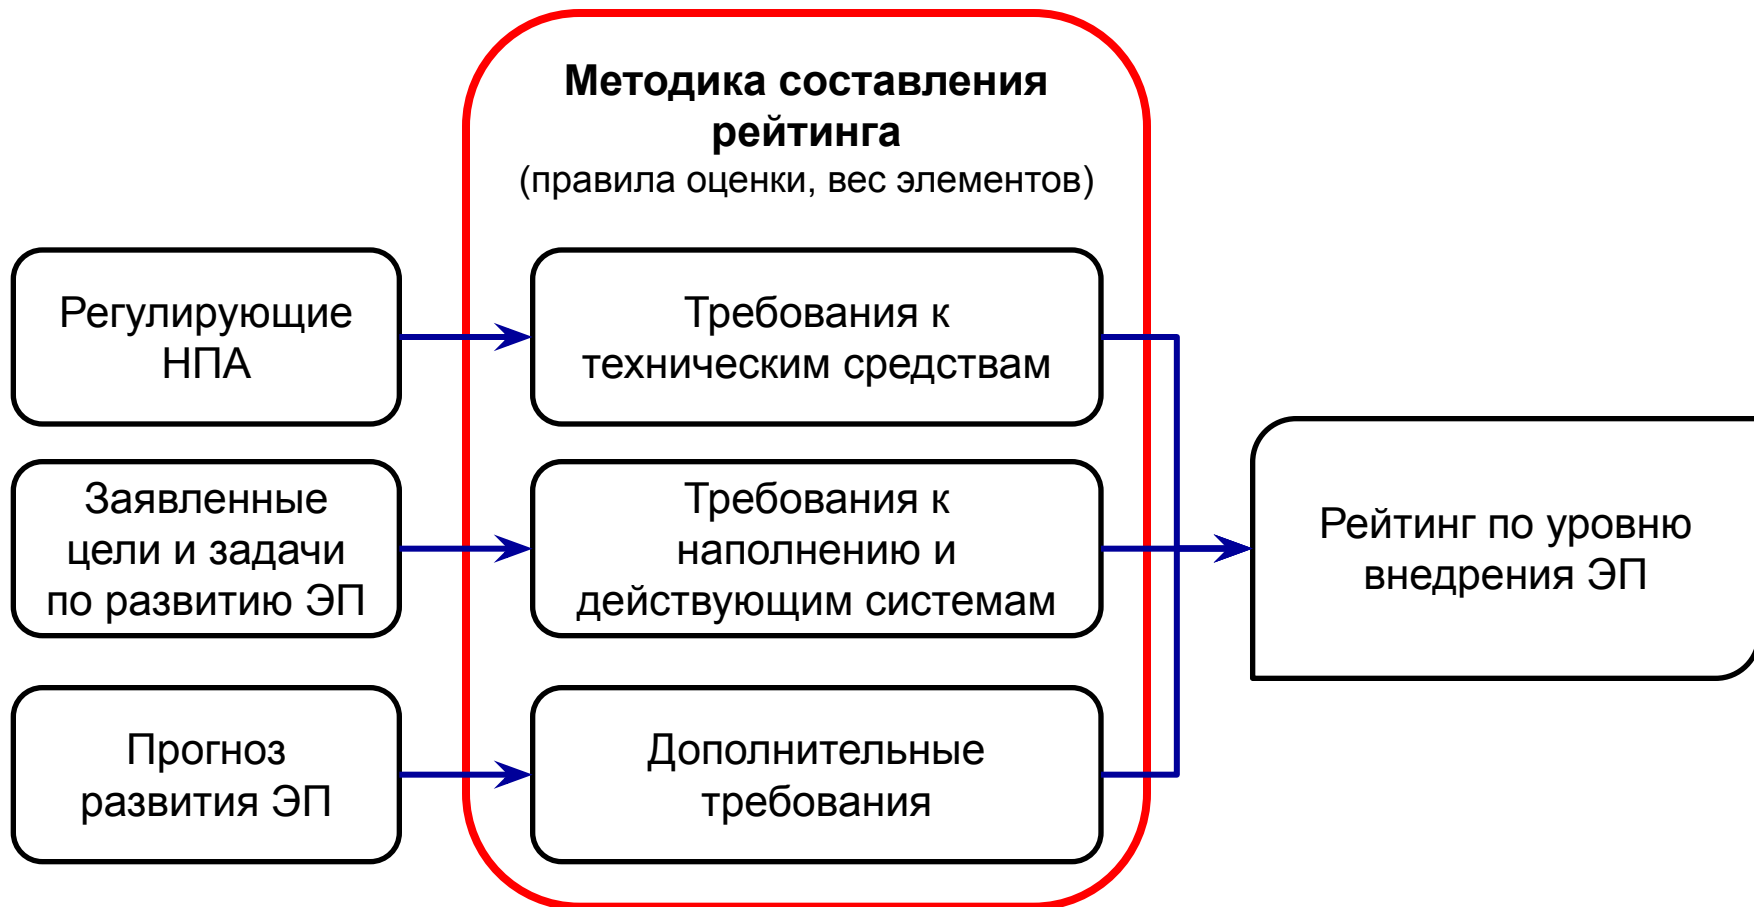 Методика составления
рейтинга
(правила оценки, вес элементов)
Регулирующие
НПА
Требования к
техническим средствам
Заявленные
цели и задачи
по развитию ЭП
Требования к
наполнению и
действующим системам
Прогноз
развития ЭП
Дополнительные
требования
Рейтинг по уровню
внедрения ЭП